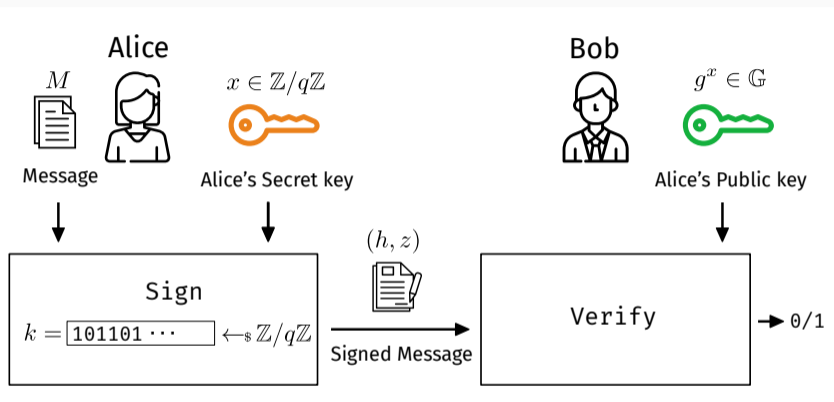 Alice
Bob
M
x ∈ ℤ/qℤ
g^x ∈ 𝔾
Message
Alice's Secret key
Alice's Public key
(h, z)
Sign
k = 101101 ··· ←$ ℤ/qℤ
Signed Message
Verify
0/1